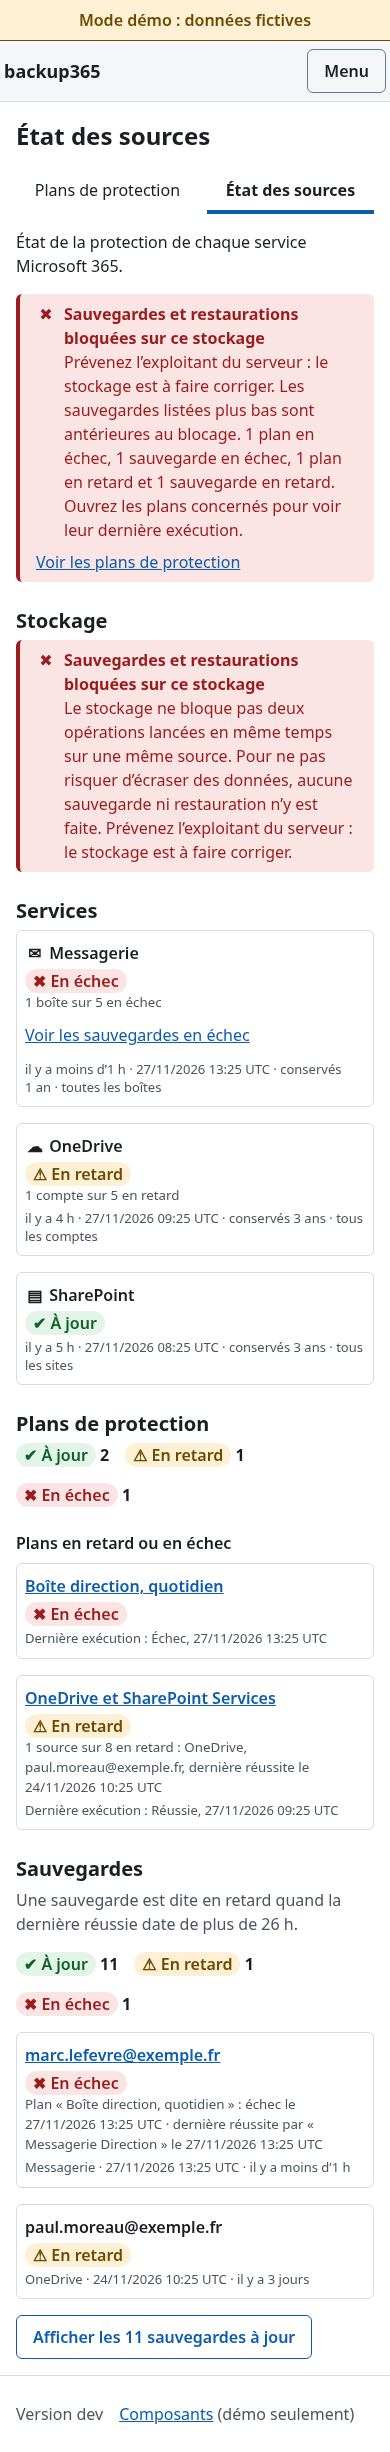 Mode démo : données fictives
backup365
Menu
État des sources
Plans de protection
État des sources
État de la protection de chaque service
Microsoft 365.
✖ Sauvegardes et restaurations
bloquées sur ce stockage
Prévenez l’exploitant du serveur : le
stockage est à faire corriger. Les
sauvegardes listées plus bas sont
antérieures au blocage. 1 plan en
échec, 1 sauvegarde en échec, 1 plan
en retard et 1 sauvegarde en retard.
Ouvrez les plans concernés pour voir
leur dernière exécution.
Voir les plans de protection
Stockage
✖ Sauvegardes et restaurations
bloquées sur ce stockage
Le stockage ne bloque pas deux
opérations lancées en même temps
sur une même source. Pour ne pas
risquer d’écraser des données, aucune
sauvegarde ni restauration n’y est
faite. Prévenez l’exploitant du serveur :
le stockage est à faire corriger.
Services
✉ Messagerie
✖ En échec
1 boîte sur 5 en échec
Voir les sauvegardes en échec
il y a moins d’1 h · 27/11/2026 13:25 UTC · conservés
1 an · toutes les boîtes
☁ OneDrive
⚠ En retard
1 compte sur 5 en retard
il y a 4 h · 27/11/2026 09:25 UTC · conservés 3 ans · tous
les comptes
▤ SharePoint
✔ À jour
il y a 5 h · 27/11/2026 08:25 UTC · conservés 3 ans · tous
les sites
Plans de protection
✔ À jour 2 ⚠ En retard 1
✖ En échec 1
Plans en retard ou en échec
Boîte direction, quotidien
✖ En échec
Dernière exécution : Échec, 27/11/2026 13:25 UTC
OneDrive et SharePoint Services
⚠ En retard
1 source sur 8 en retard : OneDrive,
paul.moreau@exemple.fr, dernière réussite le
24/11/2026 10:25 UTC
Dernière exécution : Réussie, 27/11/2026 09:25 UTC
Sauvegardes
Une sauvegarde est dite en retard quand la
dernière réussie date de plus de 26 h.
✔ À jour 11 ⚠ En retard 1
✖ En échec 1
marc.lefevre@exemple.fr
✖ En échec
Plan « Boîte direction, quotidien » : échec le
27/11/2026 13:25 UTC · dernière réussite par «
Messagerie Direction » le 27/11/2026 13:25 UTC
Messagerie · 27/11/2026 13:25 UTC · il y a moins d’1 h
paul.moreau@exemple.fr
⚠ En retard
OneDrive · 24/11/2026 10:25 UTC · il y a 3 jours
Afficher les 11 sauvegardes à jour
Version dev Composants (démo seulement)